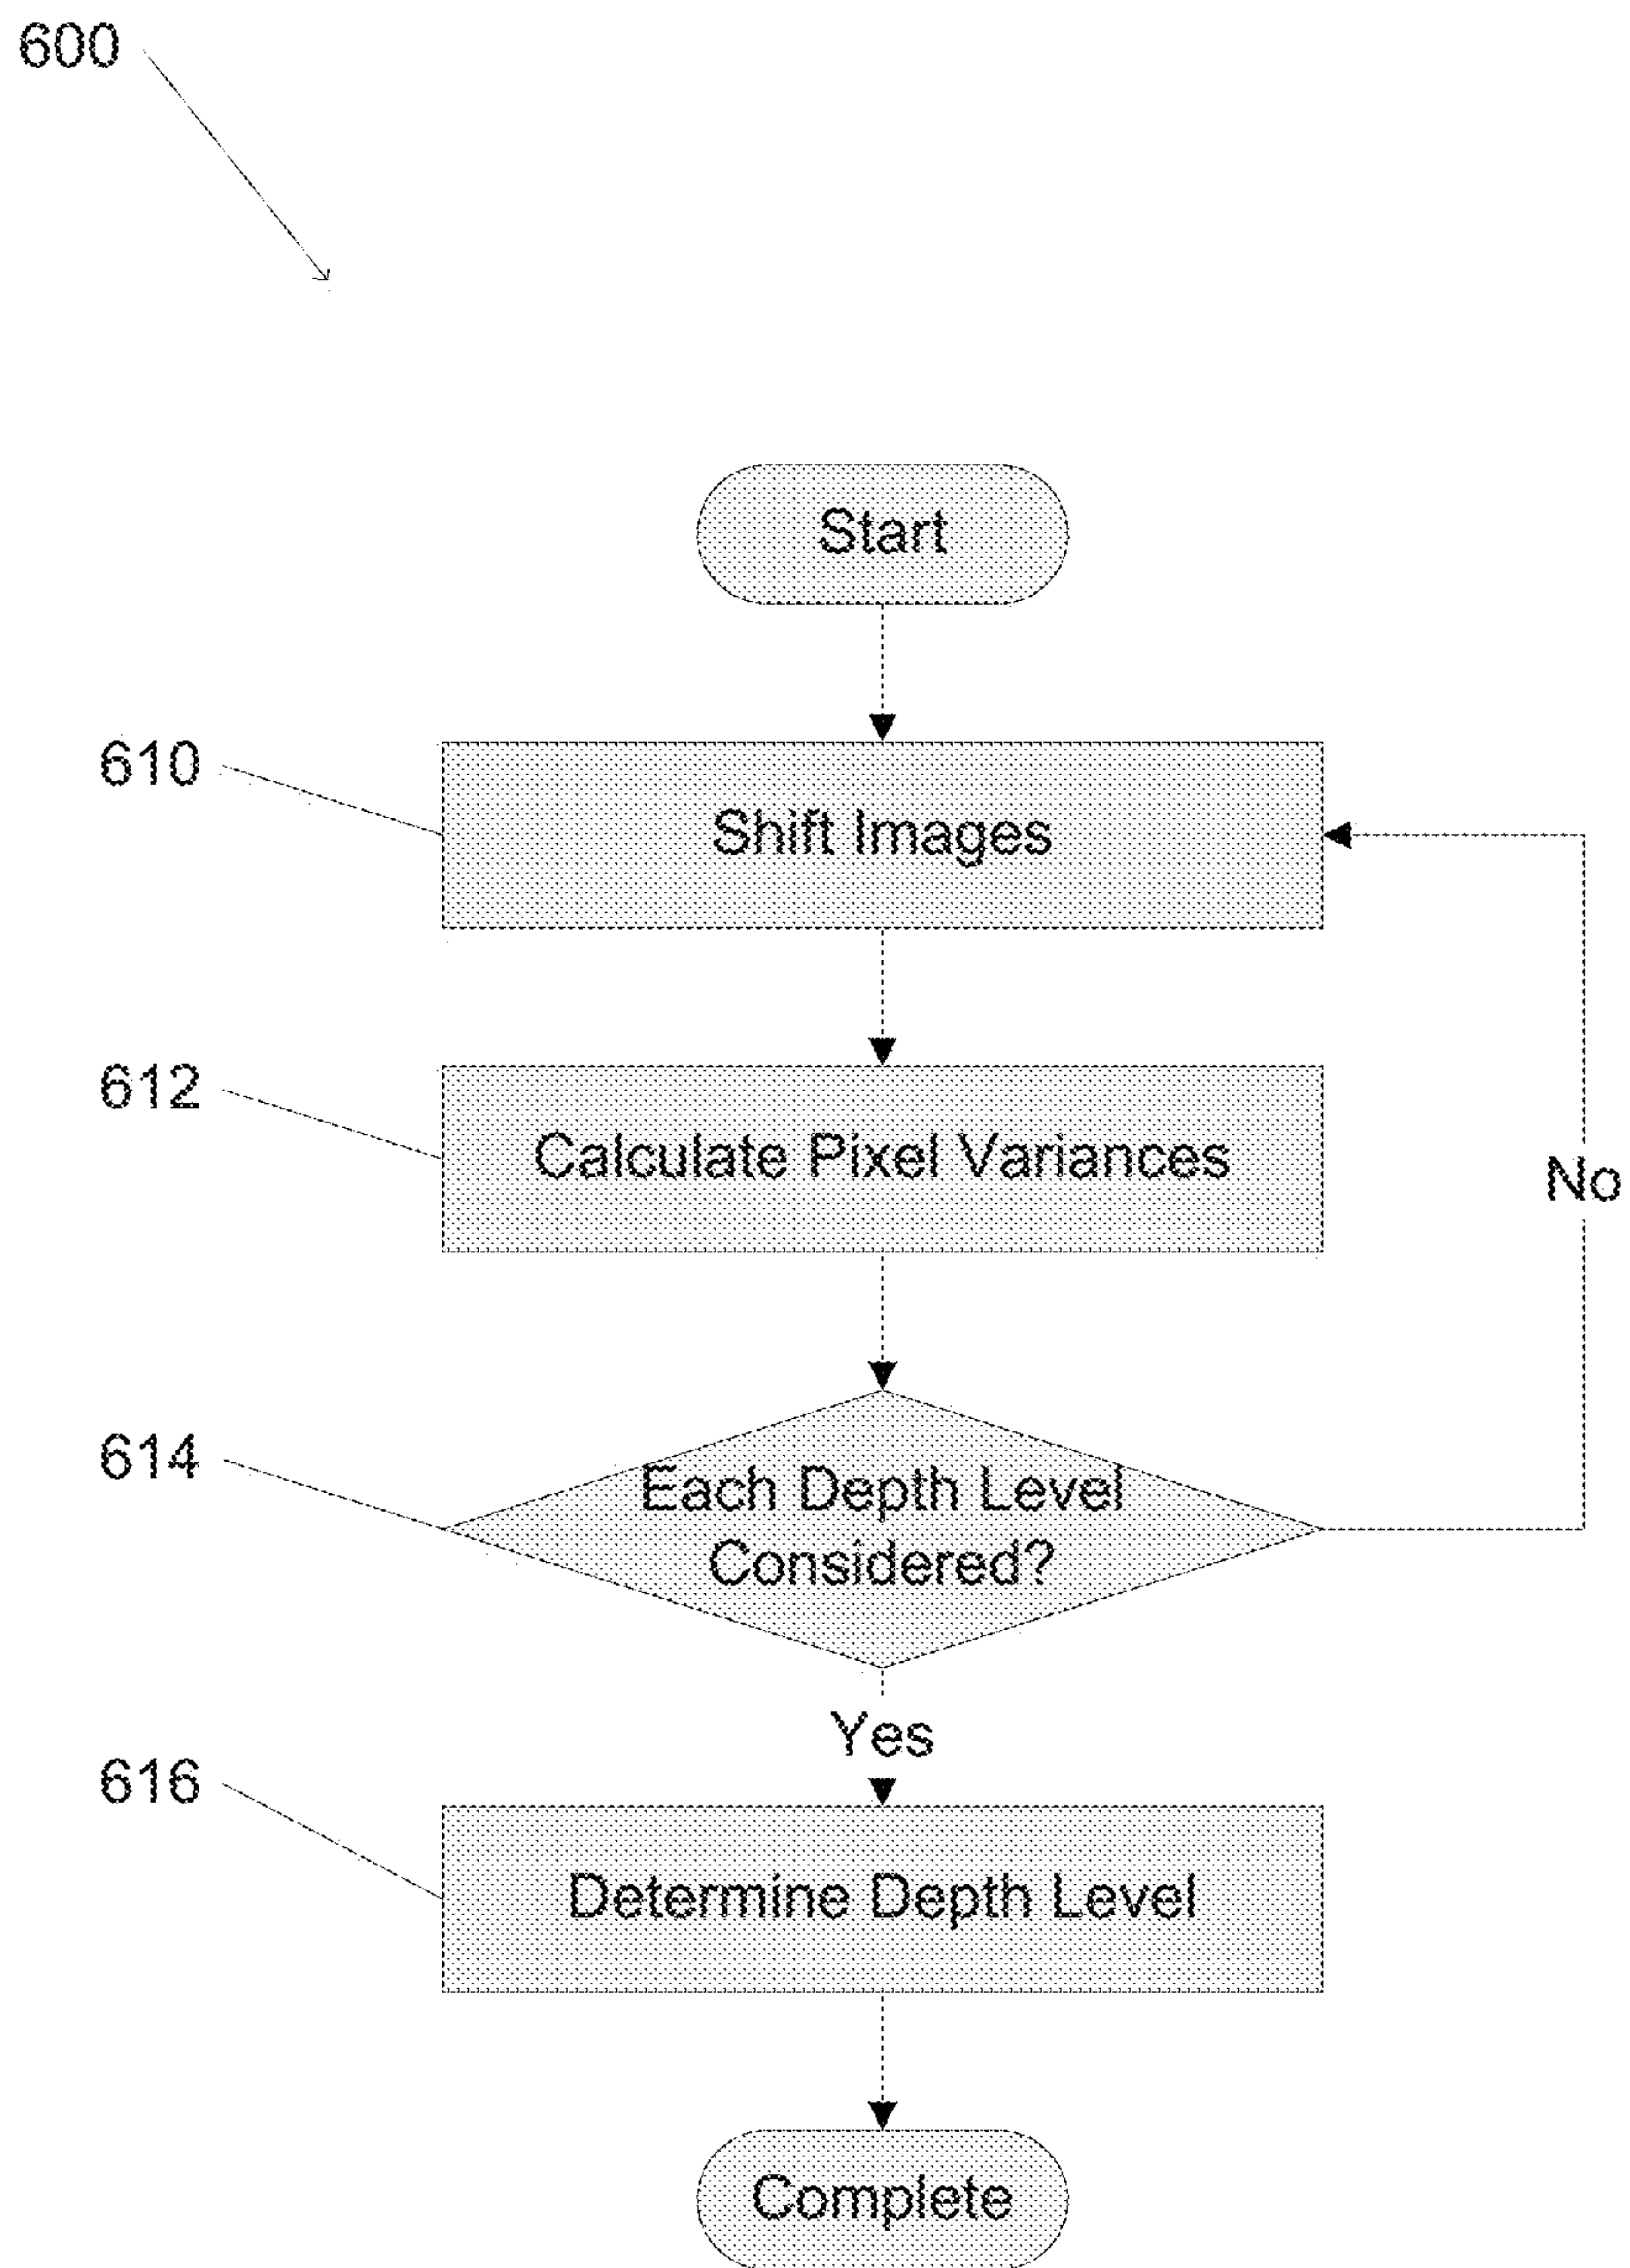 600
Start
610
Shift Images
612
Calculate Pixel Variances
No
614
Each Depth Level
Considered?
Yes
616
Determine Depth Level
Complete